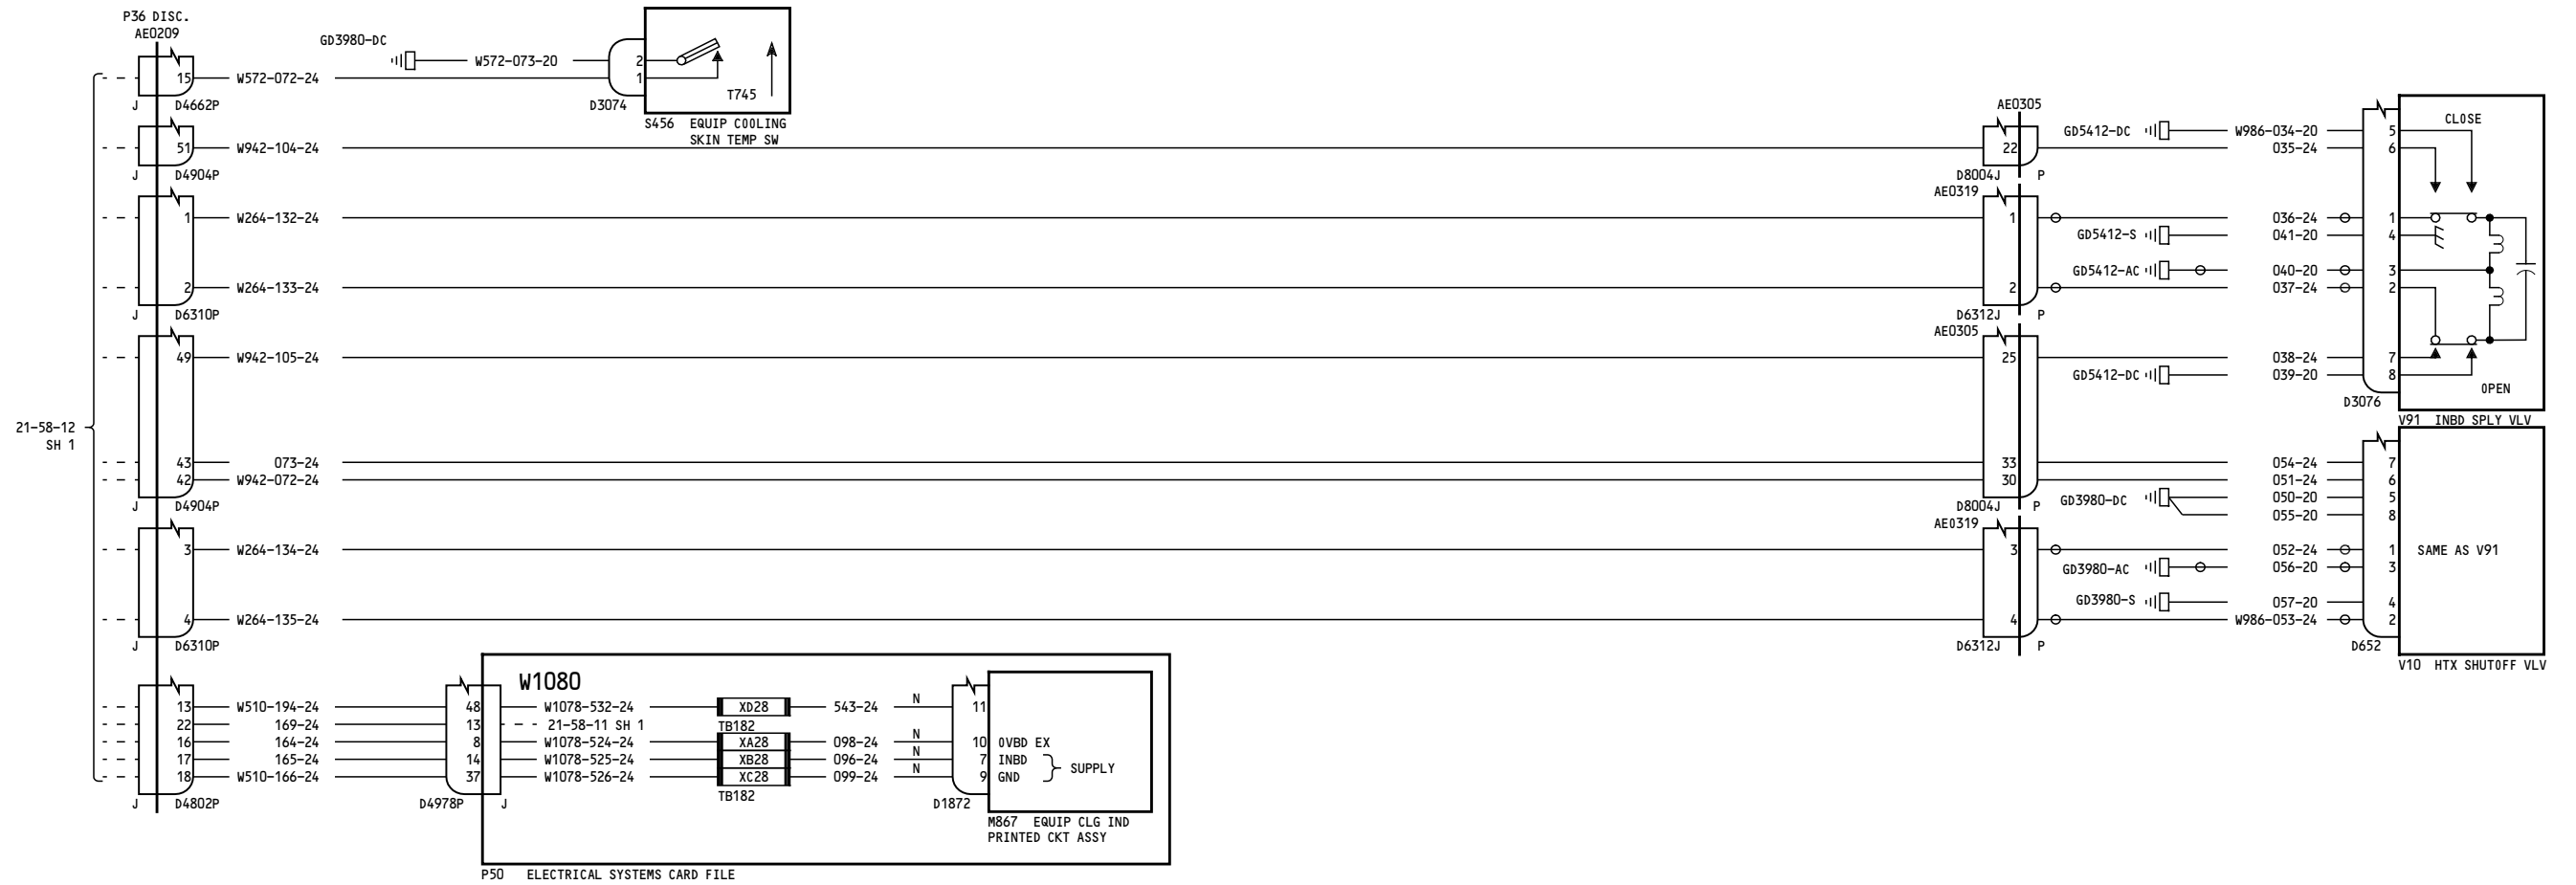 P36 DISC.
AE0209
GD3980-DC
W572-073-20
2
15 W572-072-24
1
T745
J D4662P
D3074
S456 EQUIP COOLING
SKIN TEMP SW
AE0305
CLOSE
GD5412-DC W986-034-20 5
51 W942-104-24 22 035-24 6
J D4904P
D8004J P
AE0319
1 W264-132-24 1 036-24 1
GD5412-S 041-20 4
GD5412-AC 040-20 3
2 W264-133-24 2 037-24 2
J D6310P
D6312J P
AE0305
49 W942-105-24 25 038-24 7
GD5412-DC 039-20 8
OPEN
D3076
V91 INBD SPLY VLV
21-58-12
SH 1
43 073-24 33 054-24 7
42 W942-072-24 30 051-24 6
GD3980-DC 050-20 5
055-20 8
J D4904P
D8004J P
AE0319
3 W264-134-24 3 052-24 1
SAME AS V91
GD3980-AC 056-20 3
GD3980-S 057-20 4
4 W264-135-24 4 W986-053-24 2
J D6310P
D6312J P
D652
V10 HTX SHUTOFF VLV
W1080
13 W510-194-24 48 W1078-532-24 XD28 543-24 N 11
22 169-24 13 21-58-11 SH 1 TB182
16 164-24 8 W1078-524-24 XA28 098-24 N 10 OVBD EX
17 165-24 14 W1078-525-24 XB28 096-24 N 7 INBD
SUPPLY
18 W510-166-24 37 W1078-526-24 XC28 099-24 N 9 GND
TB182
J D4802P
D4978P J
D1872
M867 EQUIP CLG IND
PRINTED CKT ASSY
P50 ELECTRICAL SYSTEMS CARD FILE